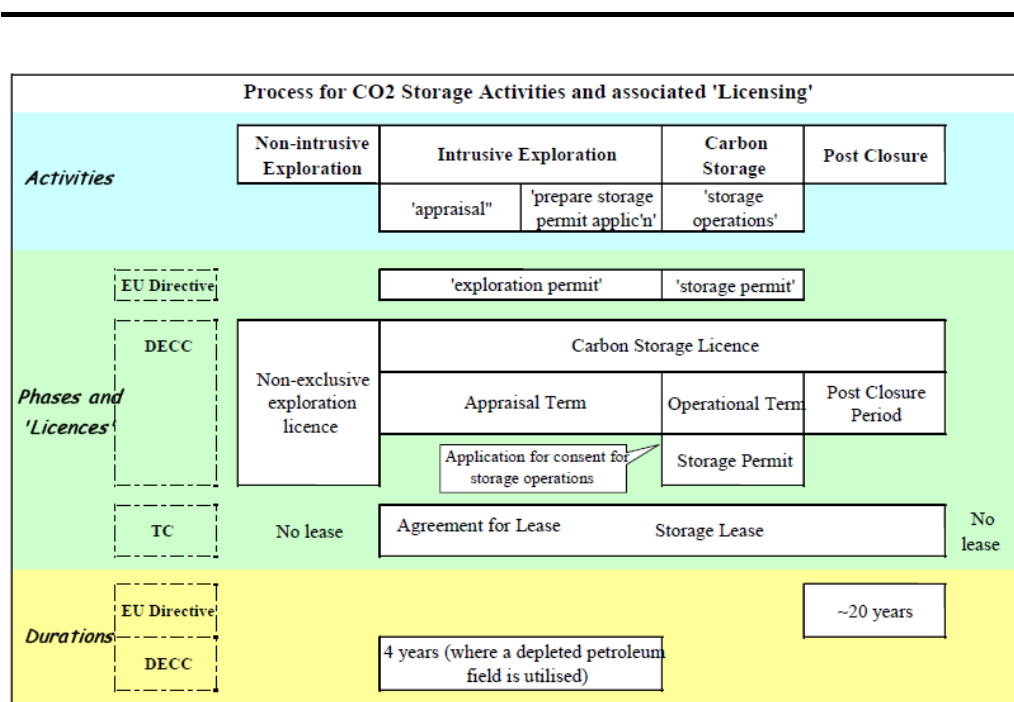 Process for CO2 Storage Activities and associated 'Licensing'
Activities
Non-intrusive
Exploration
Intrusive Exploration
Carbon
Storage
Post Closure
'appraisal"
'prepare storage
permit applic'n'
'storage
operations'
Phases and
'Licences'
EU Directive
'exploration permit'
'storage permit'
DECC
Non-exclusive
exploration
licence
Carbon Storage Licence
Appraisal Term
Operational Term
Post Closure
Period
Application for consent for
storage operations
Storage Permit
TC
No lease
Agreement for Lease
Storage Lease
No
lease
Durations
EU Directive
~20 years
DECC
4 years (where a depleted petroleum
field is utilised)